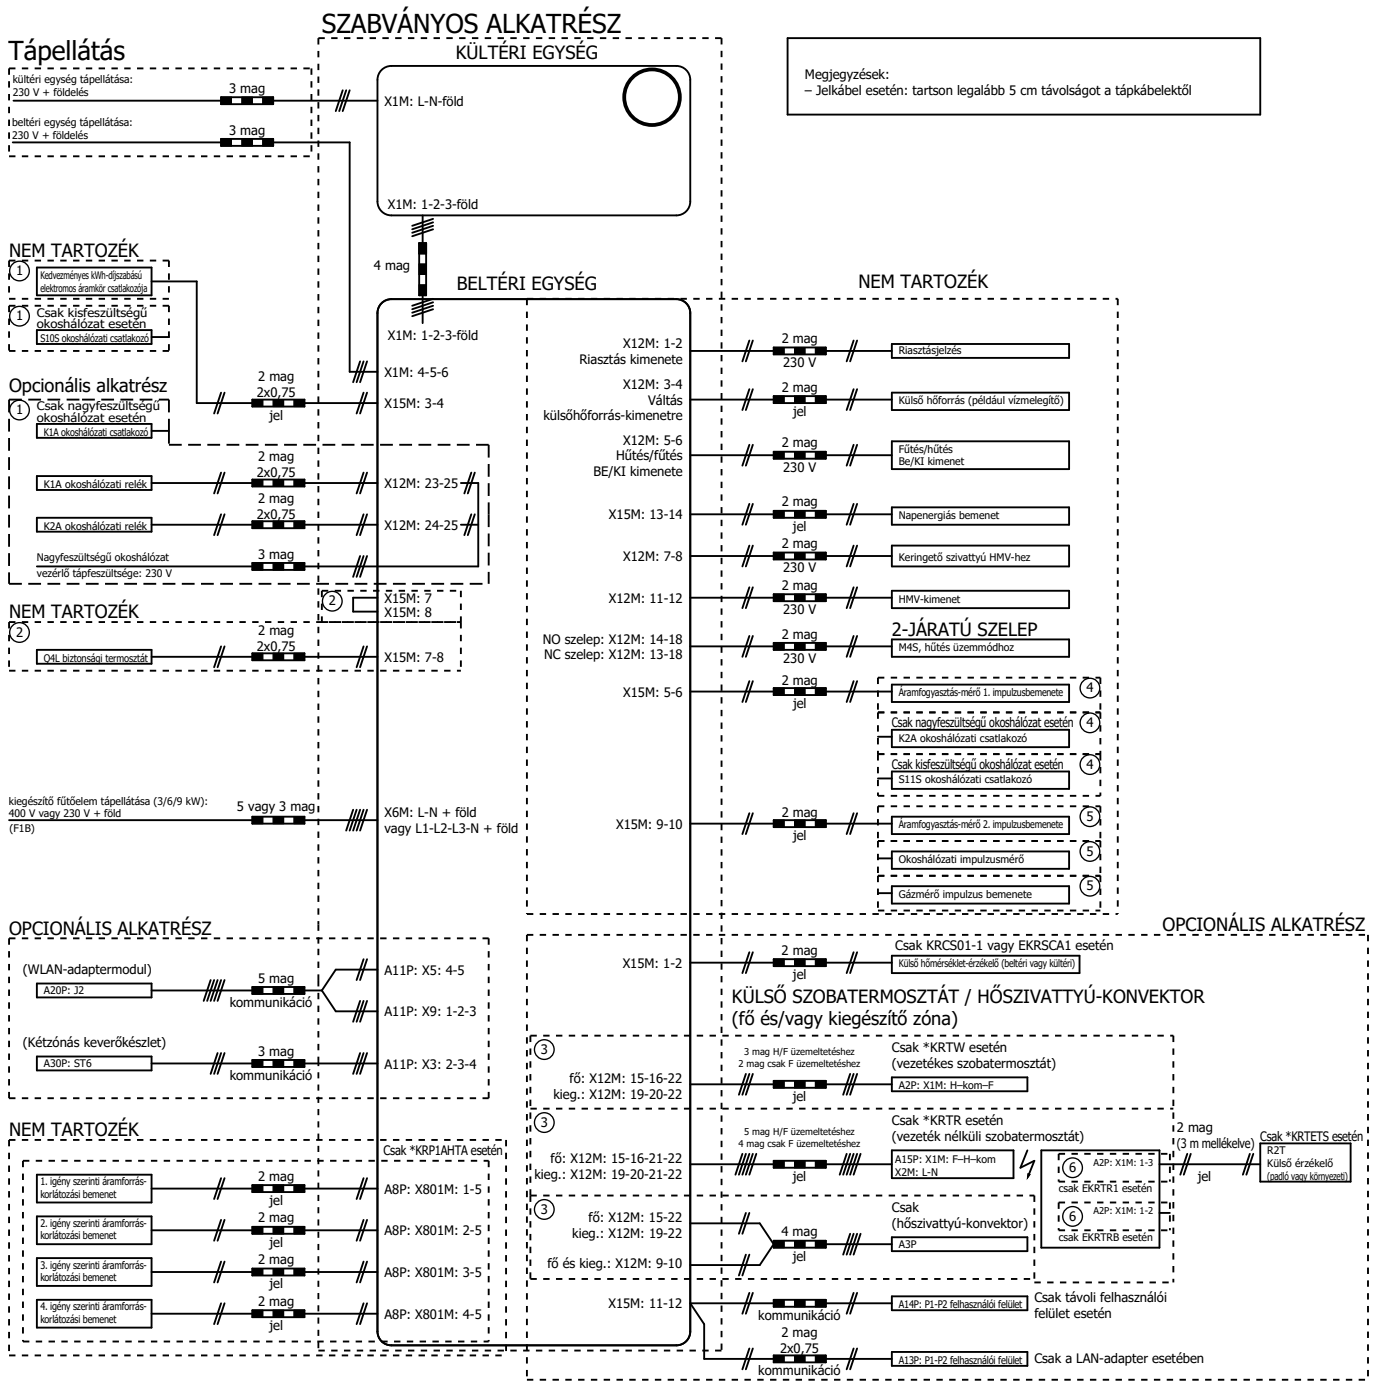 SZABVÁNYOS ALKATRÉSZ
Tápellátás
kültéri egység tápellátása:
230 V + földelés
3 mag
beltéri egység tápellátása:
230 V + földelés
3 mag
KÜLTÉRI EGYSÉG
X1M: L-N-föld
X1M: 1-2-3-föld
Megjegyzések:
– Jelkábel esetén: tartson legalább 5 cm távolságot a tápkábelektől
4 mag
BELTÉRI EGYSÉG
X1M: 1-2-3-föld
X1M: 4-5-6
NEM TARTOZÉK
1
Kedvezményes kWh-díjszabású
elektromos áramkör csatlakozója
1
Csak kisfeszültségű
okoshálózat esetén
S10S okoshálózati csatlakozó
2 mag
2x0,75
jel
X15M: 3-4
Opcionális alkatrész
1
Csak nagyfeszültségű
okoshálózat esetén
K1A okoshálózati csatlakozó
K1A okoshálózati relék
2 mag
2x0,75
X12M: 23-25
K2A okoshálózati relék
2 mag
2x0,75
X12M: 24-25
Nagyfeszültségű okoshálózat
vezérlő tápfeszültsége: 230 V
3 mag
2
X15M: 7
X15M: 8
NEM TARTOZÉK
2
Q4L biztonsági termosztát
2 mag
2x0,75
X15M: 7-8
kiegészítő fűtőelem tápellátása (3/6/9 kW):
400 V vagy 230 V + föld
(F1B)
5 vagy 3 mag
X6M: L-N + föld
vagy L1-L2-L3-N + föld
OPCIONÁLIS ALKATRÉSZ
(WLAN-adaptermodul)
A20P: J2
5 mag
kommunikáció
A11P: X5: 4-5
A11P: X9: 1-2-3
(Kétzónás keverőkészlet)
A30P: ST6
3 mag
kommunikáció
A11P: X3: 2-3-4
NEM TARTOZÉK
Csak *KRP1AHTA esetén
1. igény szerinti áramforrás-
korlátozási bemenet
2 mag
jel
A8P: X801M: 1-5
2. igény szerinti áramforrás-
korlátozási bemenet
2 mag
jel
A8P: X801M: 2-5
3. igény szerinti áramforrás-
korlátozási bemenet
2 mag
jel
A8P: X801M: 3-5
4. igény szerinti áramforrás-
korlátozási bemenet
2 mag
jel
A8P: X801M: 4-5
NEM TARTOZÉK
X12M: 1-2
Riasztás kimenete
2 mag
230 V
Riasztásjelzés
X12M: 3-4
Váltás
külsőhőforrás-kimenetre
2 mag
jel
Külső hőforrás (például vízmelegítő)
X12M: 5-6
Hűtés/fűtés
BE/KI kimenete
2 mag
230 V
Fűtés/hűtés
Be/KI kimenet
X15M: 13-14
2 mag
jel
Napenergiás bemenet
X12M: 7-8
2 mag
230 V
Keringető szivattyú HMV-hez
X12M: 11-12
2 mag
230 V
HMV-kimenet
NO szelep: X12M: 14-18
NC szelep: X12M: 13-18
2 mag
230 V
2-JÁRATÚ SZELEP
M4S, hűtés üzemmódhoz
X15M: 5-6
2 mag
jel
Áramfogyasztás-mérő 1. impulzusbemenete
4
Csak nagyfeszültségű okoshálózat esetén
K2A okoshálózati csatlakozó
4
Csak kisfeszültségű okoshálózat esetén
S11S okoshálózati csatlakozó
4
X15M: 9-10
2 mag
jel
Áramfogyasztás-mérő 2. impulzusbemenete
5
Okoshálózati impulzusmérő
5
Gázmérő impulzus bemenete
5
OPCIONÁLIS ALKATRÉSZ
X15M: 1-2
2 mag
jel
Csak KRCS01-1 vagy EKRSCA1 esetén
Külső hőmérséklet-érzékelő (beltéri vagy kültéri)
KÜLSŐ SZOBATERMOSZTÁT / HŐSZIVATTYÚ-KONVEKTOR
(fő és/vagy kiegészítő zóna)
3
fő: X12M: 15-16-22
kieg.: X12M: 19-20-22
3 mag H/F üzemeltetéshez
2 mag csak F üzemeltetéshez
jel
Csak *KRTW esetén
(vezetékes szobatermosztát)
A2P: X1M: H–kom–F
3
fő: X12M: 15-16-21-22
kieg.: X12M: 19-20-21-22
5 mag H/F üzemeltetéshez
4 mag csak F üzemeltetéshez
jel
Csak *KRTR esetén
(vezeték nélküli szobatermosztát)
A15P: X1M: F–H–kom
X2M: L-N
6
A2P: X1M: 1-3
csak EKRTR1 esetén
6
A2P: X1M: 1-2
csak EKRTRB esetén
2 mag
(3 m mellékelve)
jel
Csak *KRTETS esetén
R2T
Külső érzékelő
(padló vagy környezeti)
3
fő: X12M: 15-22
kieg.: X12M: 19-22
fő és kieg.: X12M: 9-10
4 mag
jel
Csak
(hőszivattyú-konvektor)
A3P
X15M: 11-12
2 mag
kommunikáció
A14P: P1-P2 felhasználói felület
Csak távoli felhasználói
felület esetén
2 mag
2x0,75
kommunikáció
A13P: P1-P2 felhasználói felület
Csak a LAN-adapter esetében